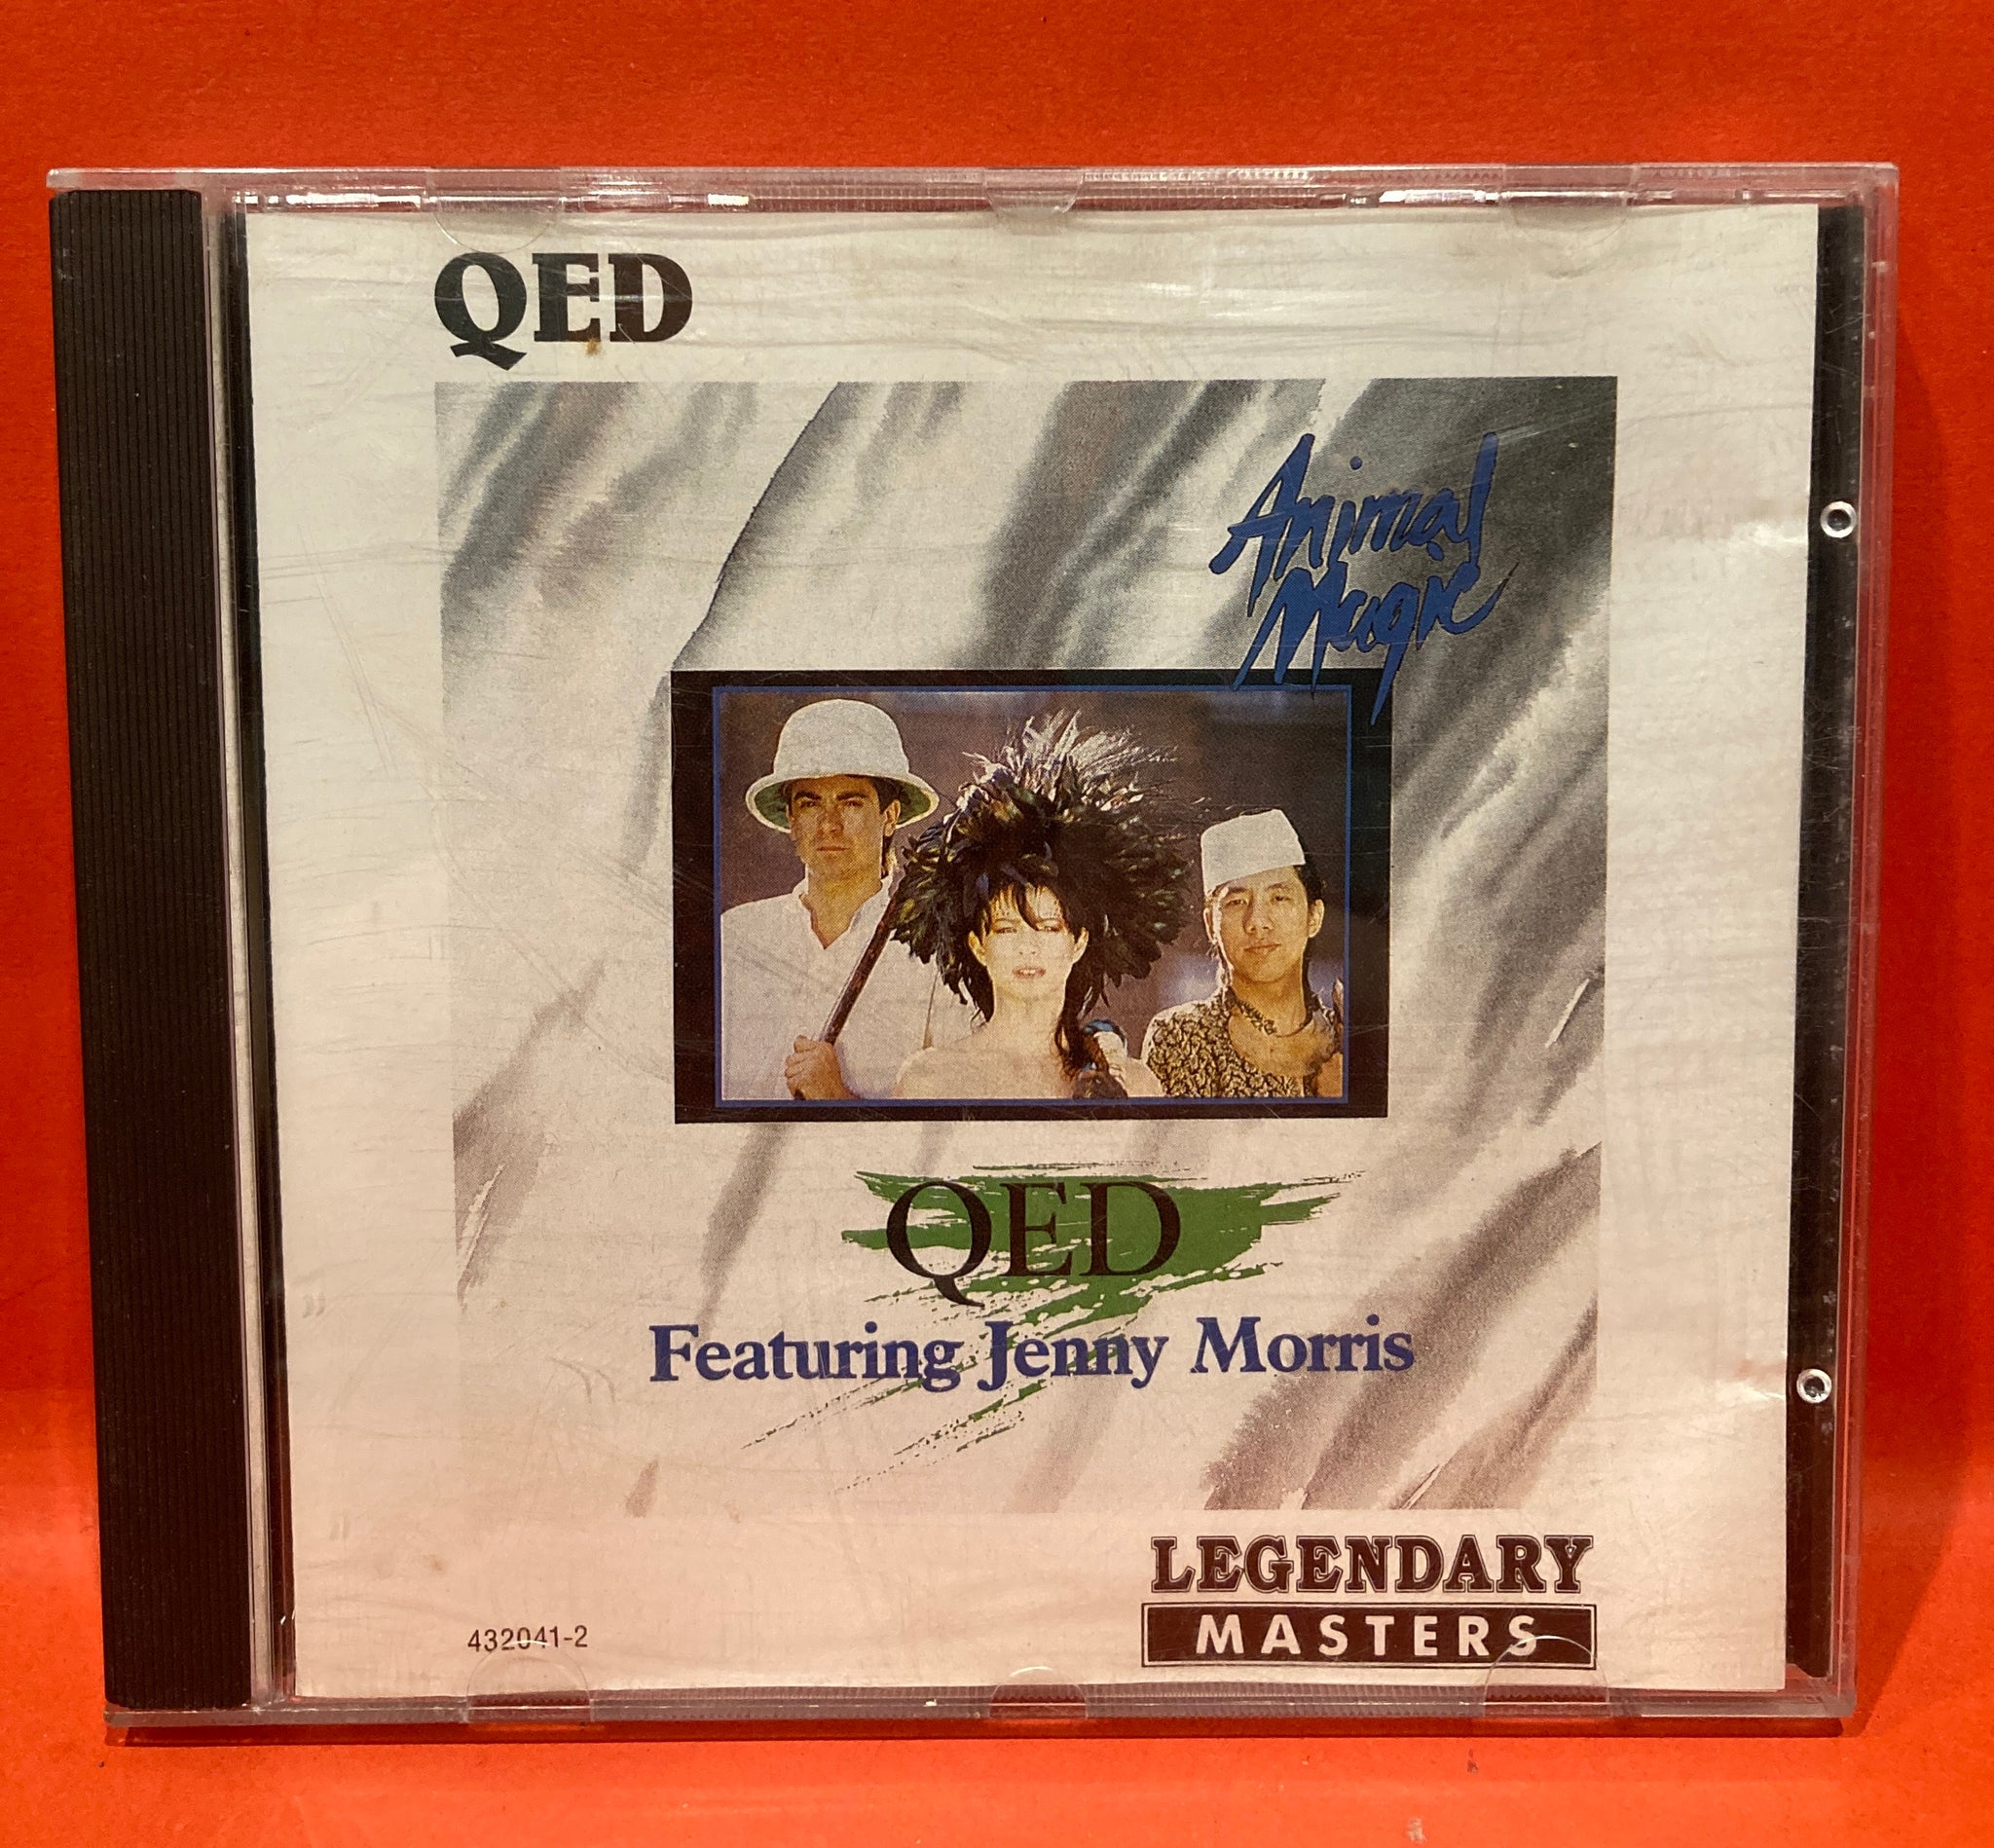 QED
Animal
Magic
QED
Featuring Jenny Morris
LEGENDARY
MASTERS
432041-2